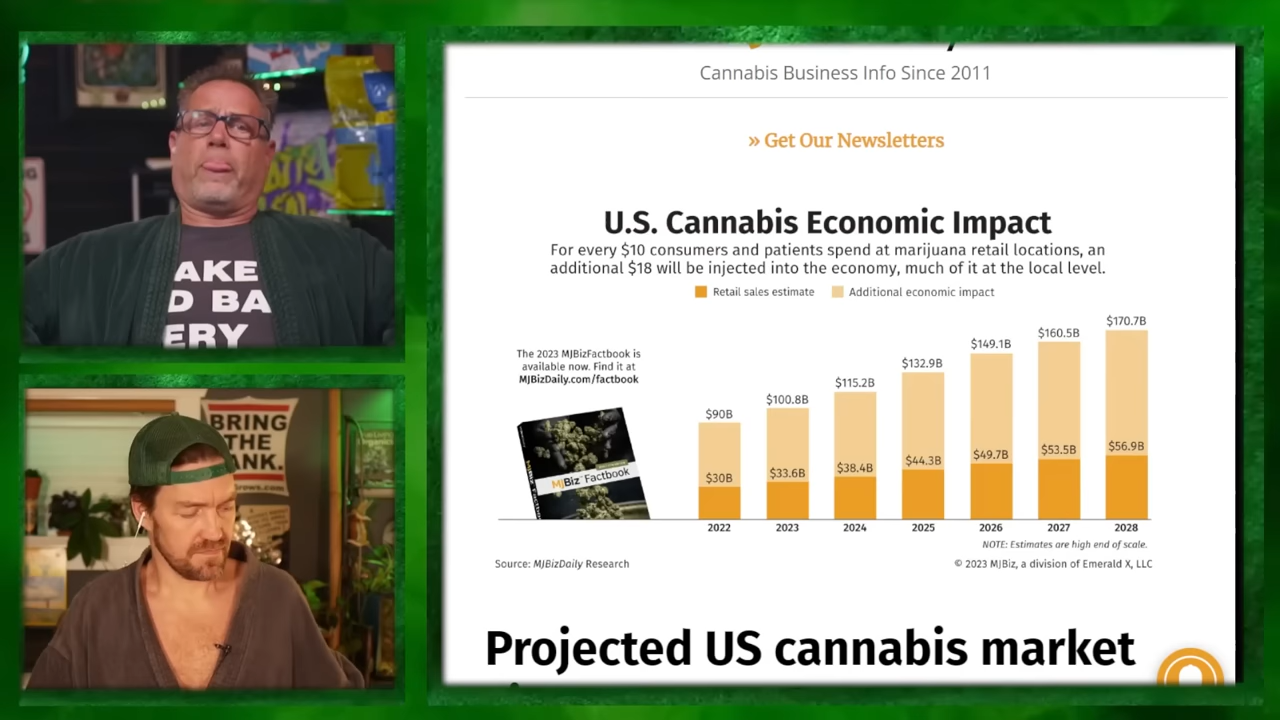 Cannabis Business Info Since 2011
» Get Our Newsletters
U.S. Cannabis Economic Impact
For every $10 consumers and patients spend at marijuana retail locations, an
additional $18 will be injected into the economy, much of it at the local level.
Retail sales estimate
Additional economic impact
The 2023 MJBizFactbook is
available now. Find it at
MJBizDaily.com/factbook
MJBiz Factbook
$90B
$100.8B
$115.2B
$132.9B
$149.1B
$160.5B
$170.7B
$30B
$33.6B
$38.4B
$44.3B
$49.7B
$53.5B
$56.9B
2022
2023
2024
2025
2026
2027
2028
NOTE: Estimates are high end of scale.
Source: MJBizDaily Research
© 2023 MJBiz, a division of Emerald X, LLC
Projected US cannabis market
AKE
D BA
ERY
BRING
THE
ANK.